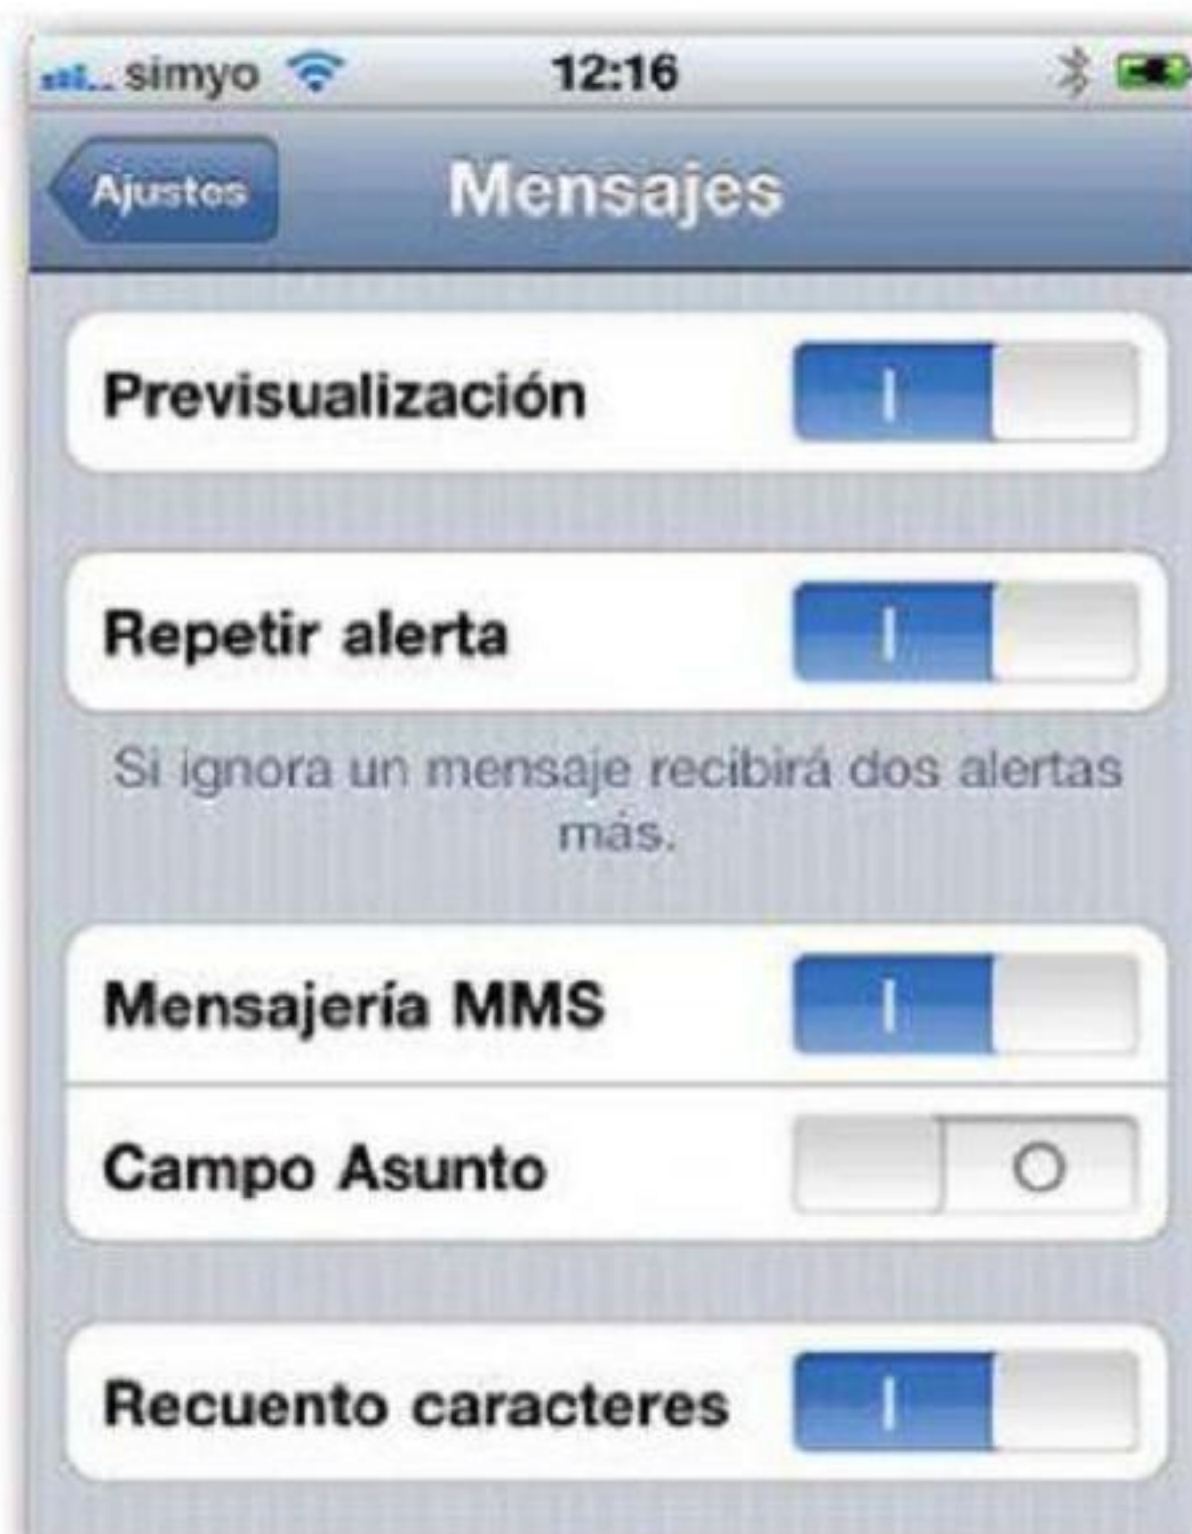 simyo 12:16
Ajustes Mensajes
Previsualización
Repetir alerta
Si ignora un mensaje recibirá dos alertas
más.
Mensajería MMS
Campo Asunto
Recuento caracteres